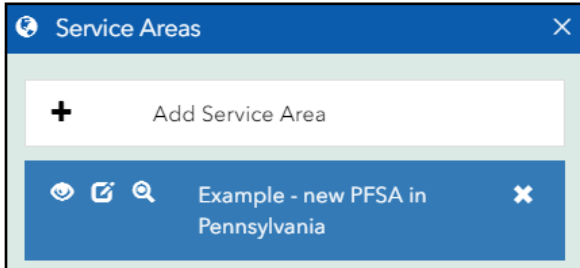 Service Areas
Add Service Area
Example - new PFSA in
Pennsylvania